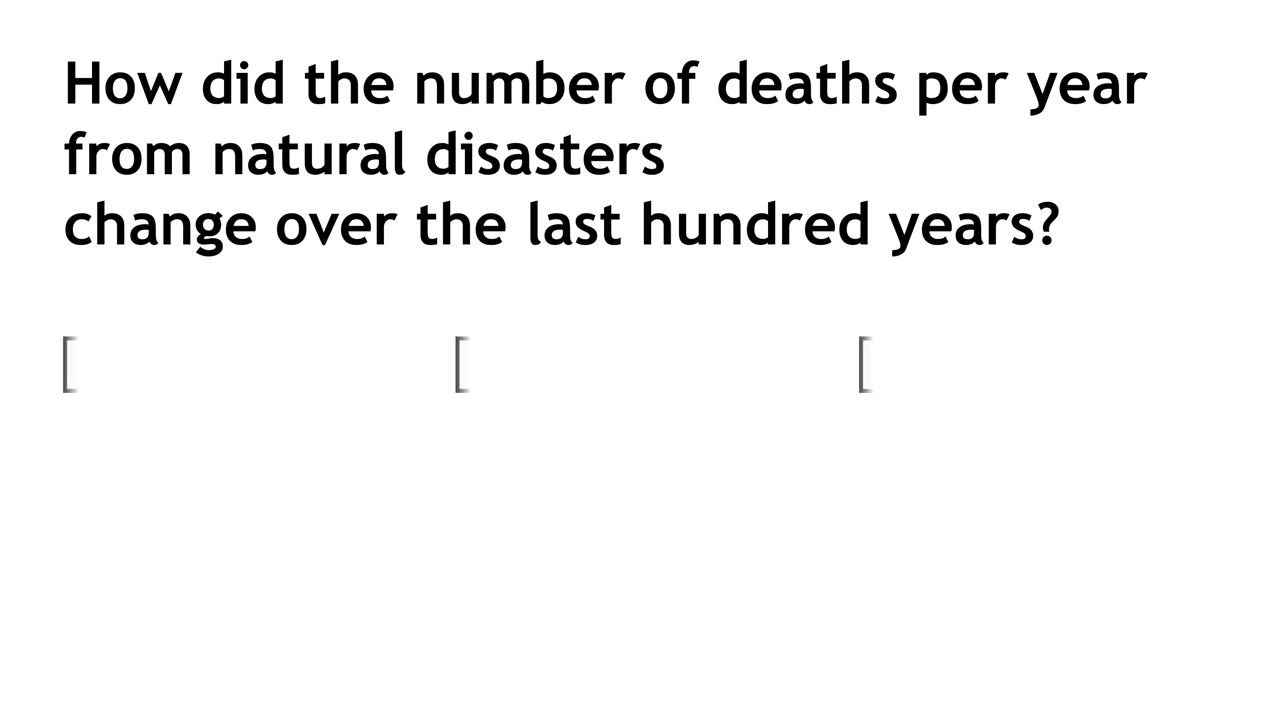 How did the number of deaths per year
from natural disasters
change over the last hundred years?